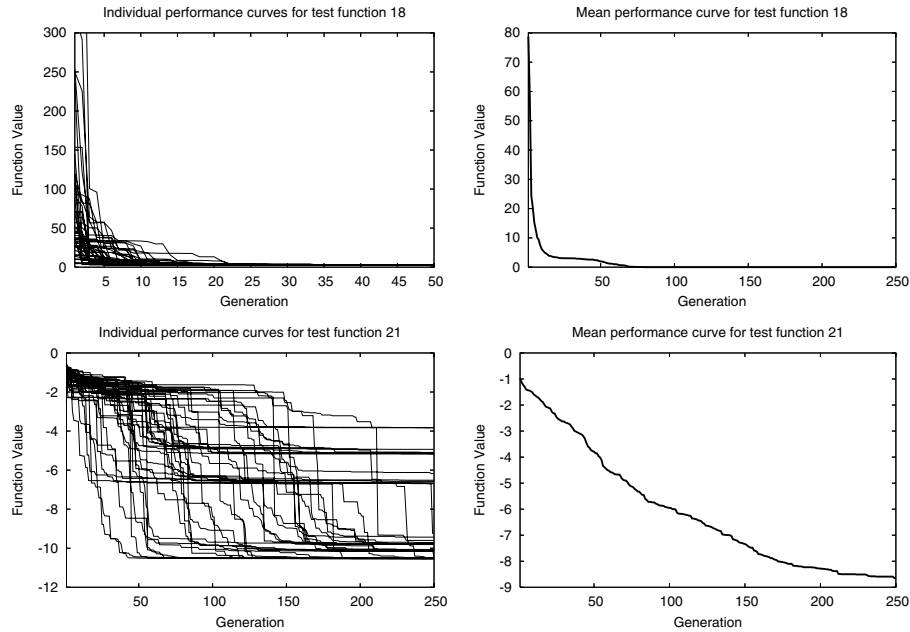 Individual performance curves for test function 18
300
250
200
150
100
50
0
Function Value
5 10 15 20 25 30 35 40 45 50
Generation
Mean performance curve for test function 18
80
70
60
50
40
30
20
10
0
Function Value
50 100 150 200 250
Generation
Individual performance curves for test function 21
0
-2
-4
-6
-8
-10
-12
Function Value
50 100 150 200 250
Generation
Mean performance curve for test function 21
0
-1
-2
-3
-4
-5
-6
-7
-8
-9
Function Value
50 100 150 200 250
Generation